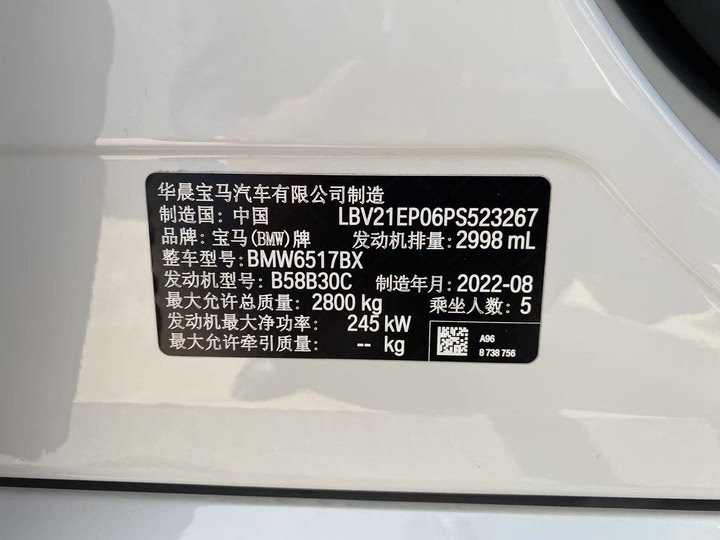 华晨宝马汽车有限公司制造
制造国: 中国 LBV21EP06PS523267
品牌: 宝马(BMW)牌 发动机排量: 2998 mL
整车型号: BMW6517BX
发动机型号: B58B30C 制造年月: 2022-08
最大允许总质量: 2800 kg 乘坐人数: 5
发动机最大净功率: 245 kW
最大允许牵引质量: -- kg
A96
8 738 756